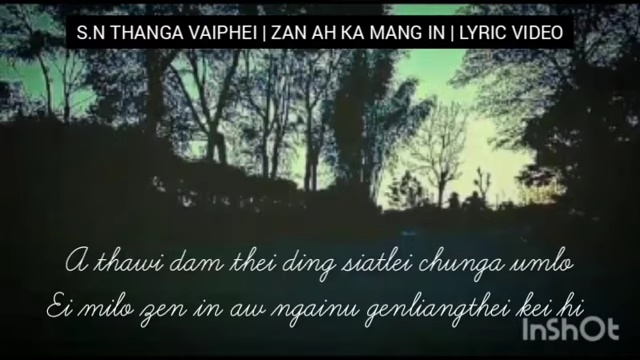 S.N THANGA VAIPHEI | ZAN AH KA MANG IN | LYRIC VIDEO
A thawi dam thei ding siatlei chunga umlo
Ei milo zen in aw ngainu genliangthei kei hi
InShOt